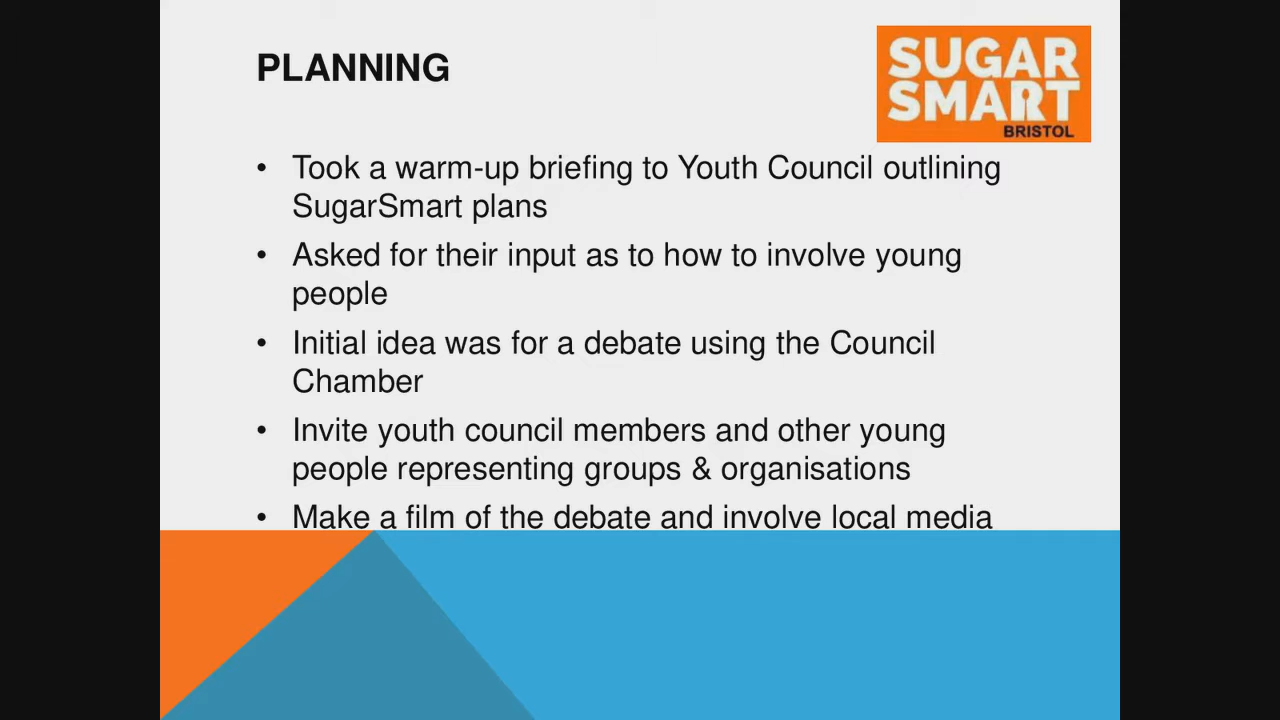 PLANNING
SUGAR
SMART
BRISTOL
• Took a warm-up briefing to Youth Council outlining
SugarSmart plans
• Asked for their input as to how to involve young
people
• Initial idea was for a debate using the Council
Chamber
• Invite youth council members and other young
people representing groups & organisations
• Make a film of the debate and involve local media